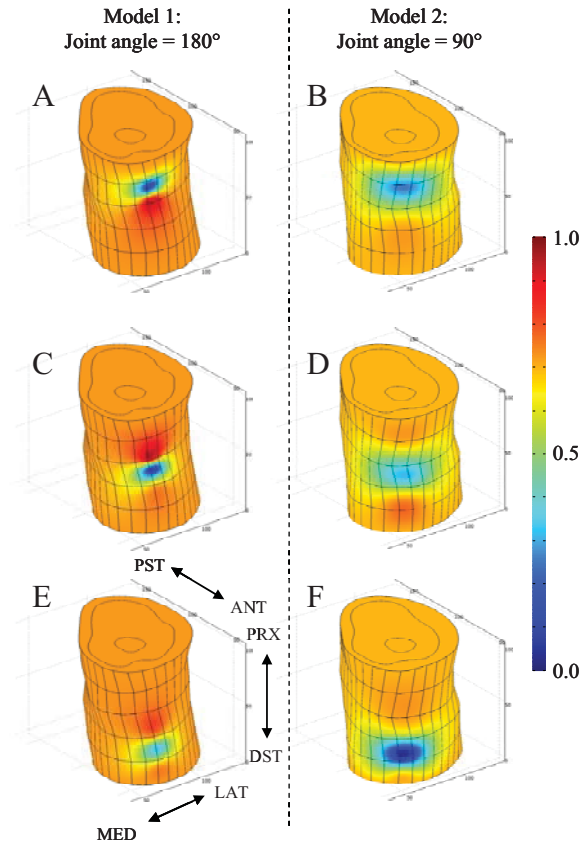 Model 1:
Joint angle = 180°
Model 2:
Joint angle = 90°
A
B
1.0
C
D
0.5
PST
ANT
E
PRX
F
0.0
DST
LAT
MED